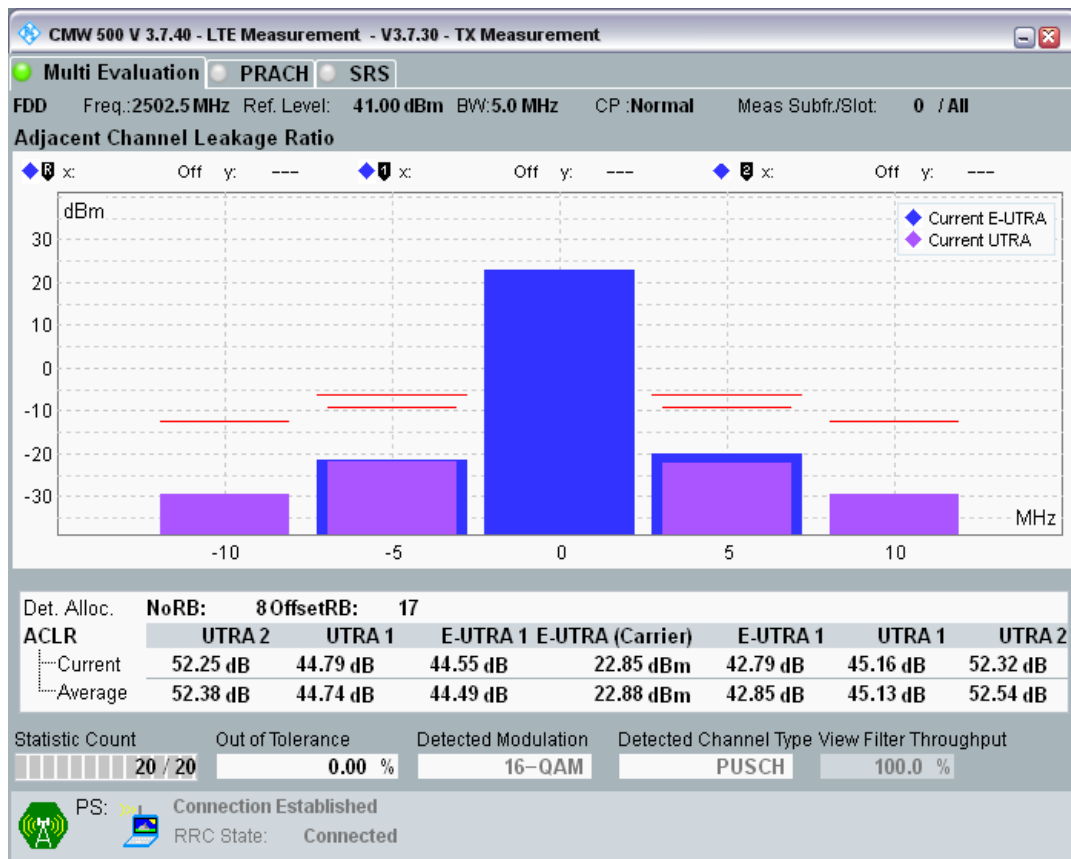 CMW 500 V 3.7.40 - LTE Measurement - V3.7.30 - TX Measurement
Multi Evaluation PRACH SRS
FDD Freq.:2502.5 MHz Ref. Level: 41.00 dBm BW:5.0 MHz CP :Normal Meas Subfr./Slot: 0 / All
Adjacent Channel Leakage Ratio
R x: Off y: --- 1 x: Off y: --- 2 x: Off y: ---
dBm
Current E-UTRA
Current UTRA
30
20
10
0
-10
-20
-30
MHz
-10 -5 0 5 10
Det. Alloc. NoRB: 8 OffsetRB: 17
ACLR UTRA 2 UTRA 1 E-UTRA 1 E-UTRA (Carrier) E-UTRA 1 UTRA 1 UTRA 2
Current 52.25 dB 44.79 dB 44.55 dB 22.85 dBm 42.79 dB 45.16 dB 52.32 dB
Average 52.38 dB 44.74 dB 44.49 dB 22.88 dBm 42.85 dB 45.13 dB 52.54 dB
Statistic Count Out of Tolerance Detected Modulation Detected Channel Type View Filter Throughput
20 / 20 0.00 % 16-QAM PUSCH 100.0 %
PS: Connection Established
RRC State: Connected